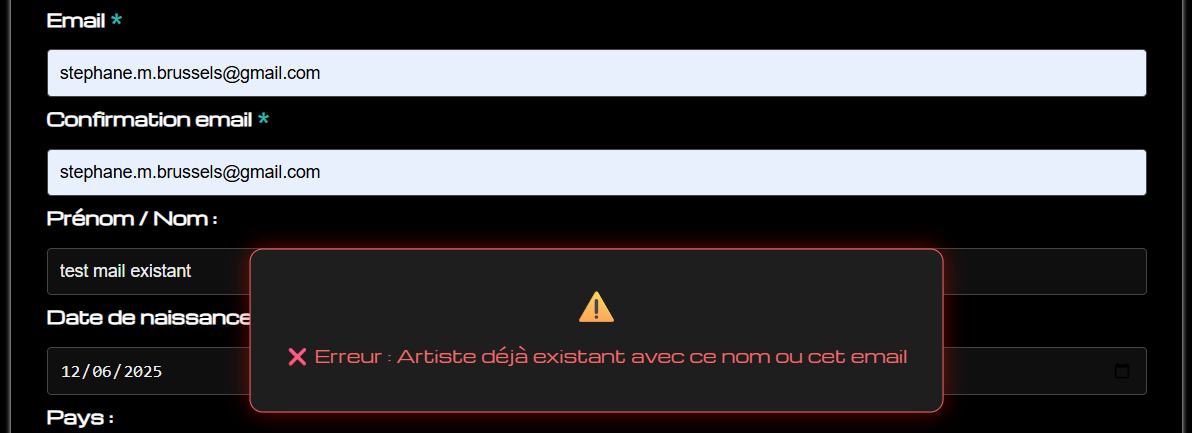 Email *
stephane.m.brussels@gmail.com
Confirmation email *
stephane.m.brussels@gmail.com
Prénom / Nom :
test mail existant
Date de naissance
❌ Erreur : Artiste déjà existant avec ce nom ou cet email
12/06/2025
Pays :